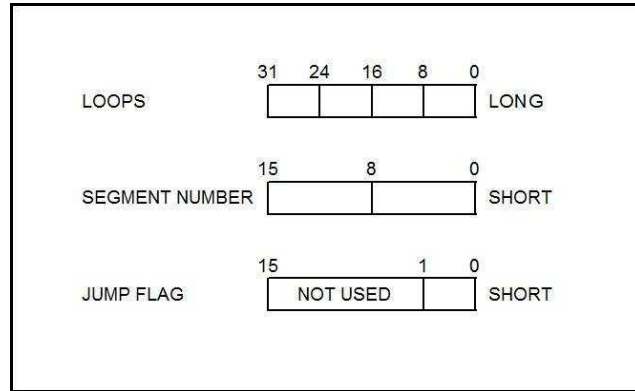 31 24 16 8 0
LOOPS LONG
15 8 0
SEGMENT NUMBER SHORT
15 1 0
JUMP FLAG NOT USED SHORT